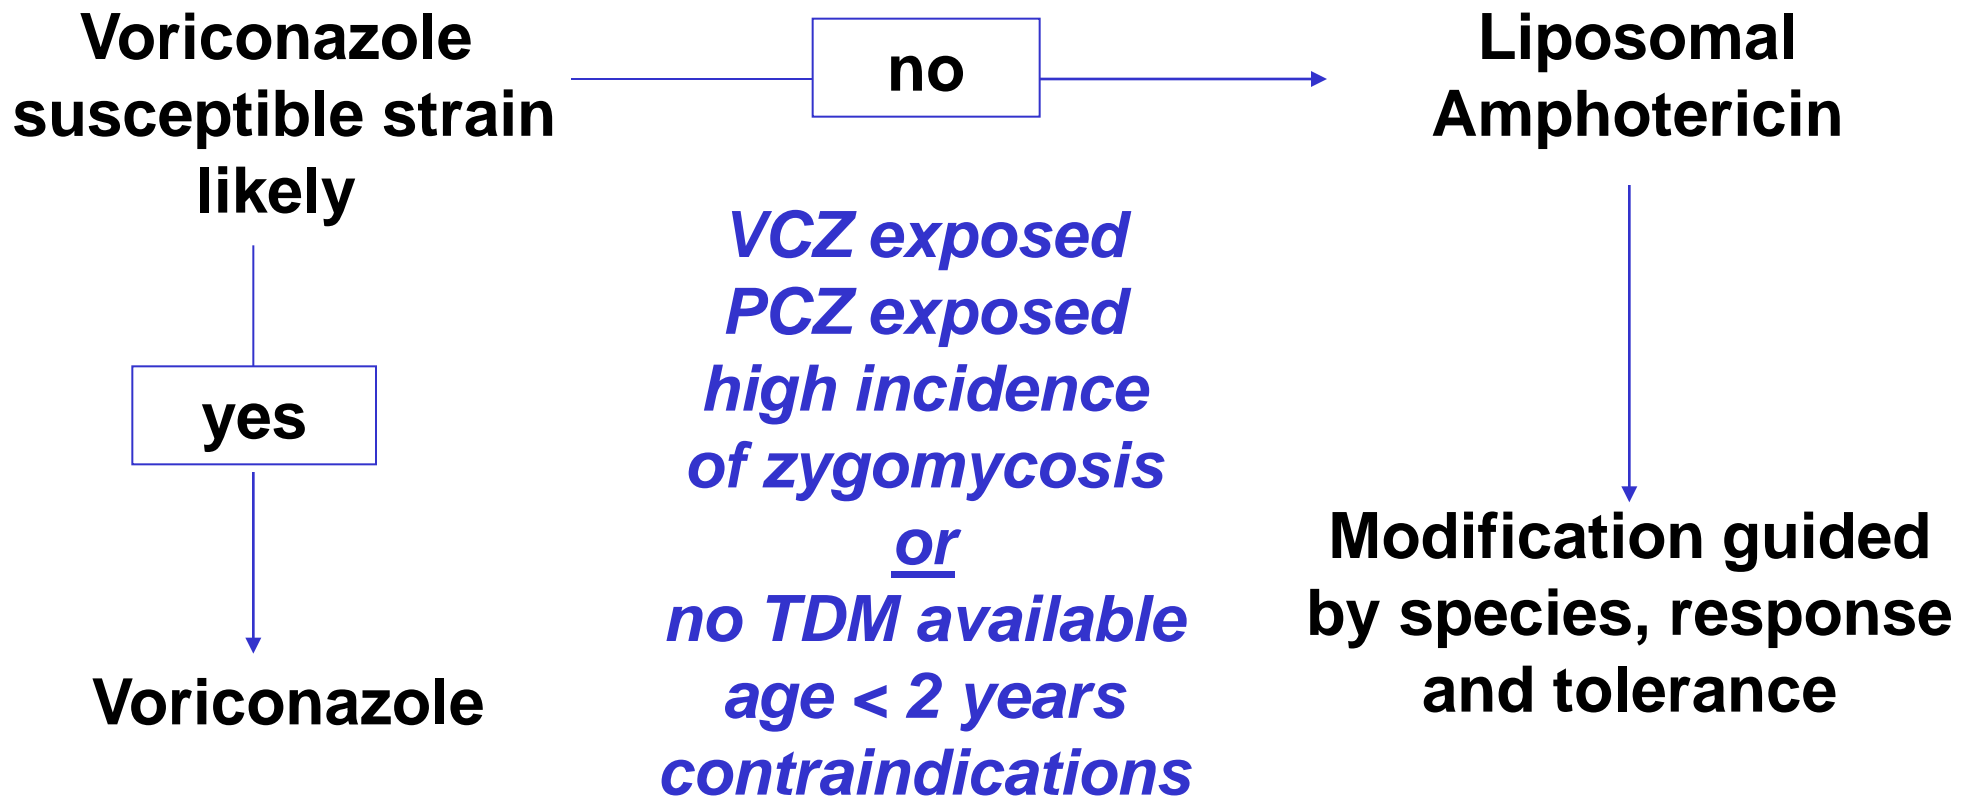 Voriconazole
susceptible strain
likely
no
Liposomal
Amphotericin
VCZ exposed
PCZ exposed
high incidence
of zygomycosis
or
no TDM available
age < 2 years
contraindications
yes
Voriconazole
Modification guided
by species, response
and tolerance